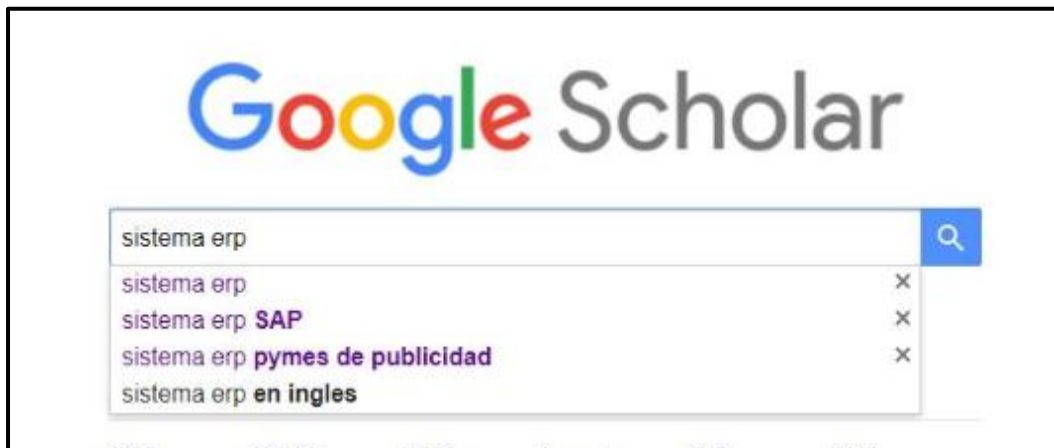 Google Scholar
sistema erp
sistema erp
sistema erp SAP
sistema erp pymes de publicidad
sistema erp en ingles